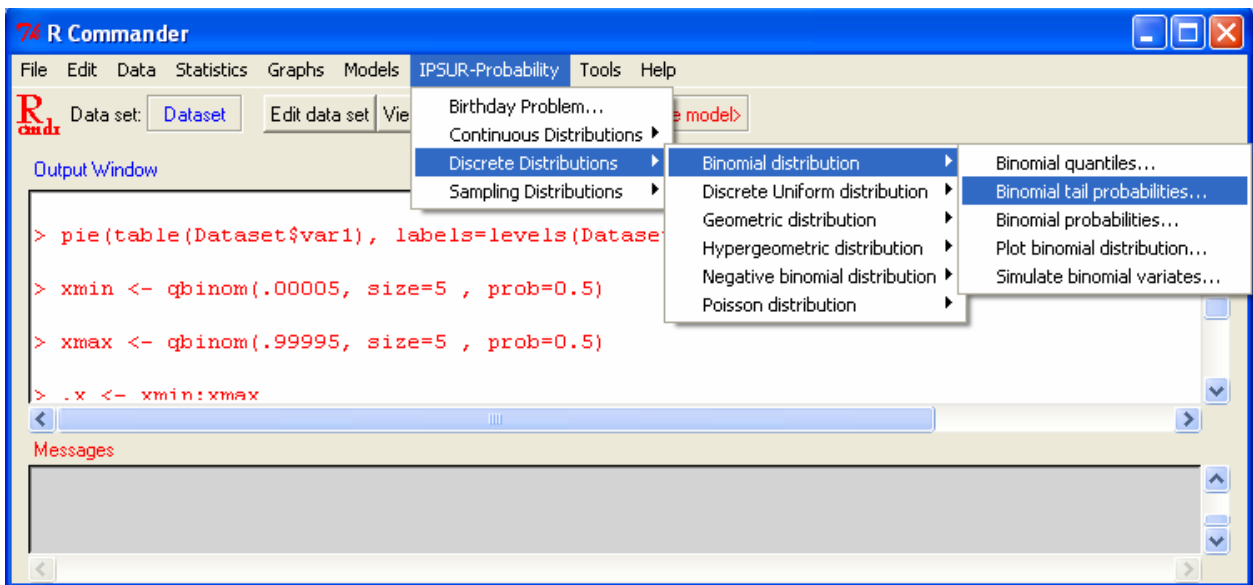 R Commander
File Edit Data Statistics Graphs Models IPSUR-Probability Tools Help
R cmdr Data set: Dataset Edit data set Vie e model>
Birthday Problem...
Continuous Distributions
Discrete Distributions
Sampling Distributions
Binomial distribution
Discrete Uniform distribution
Geometric distribution
Hypergeometric distribution
Negative binomial distribution
Poisson distribution
Binomial quantiles...
Binomial tail probabilities...
Binomial probabilities...
Plot binomial distribution...
Simulate binomial variates...
Output Window
> pie(table(Dataset$var1), labels=levels(Datase
> xmin <- qbinom(.00005, size=5 , prob=0.5)
> xmax <- qbinom(.99995, size=5 , prob=0.5)
> .x <- xmin:xmax
Messages